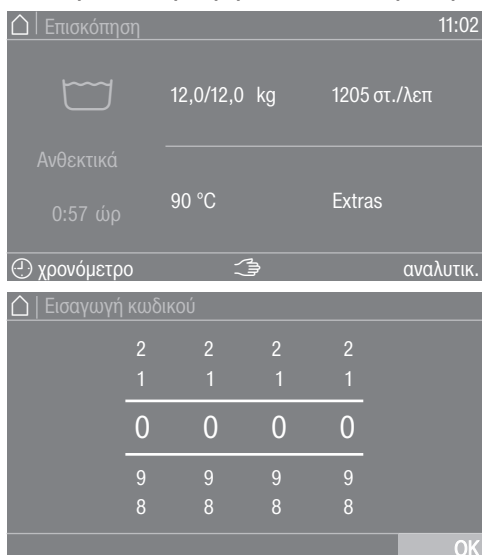 Επισκόπηση 11:02
12,0/12,0 kg 1205 στ./λεπ
Ανθεκτικά
0:57 ώρ
90 °C Extras
χρονόμετρο αναλυτικ.
Εισαγωγή κωδικού
2 2 2 2
1 1 1 1
0 0 0 0
9 9 9 9
8 8 8 8
OK